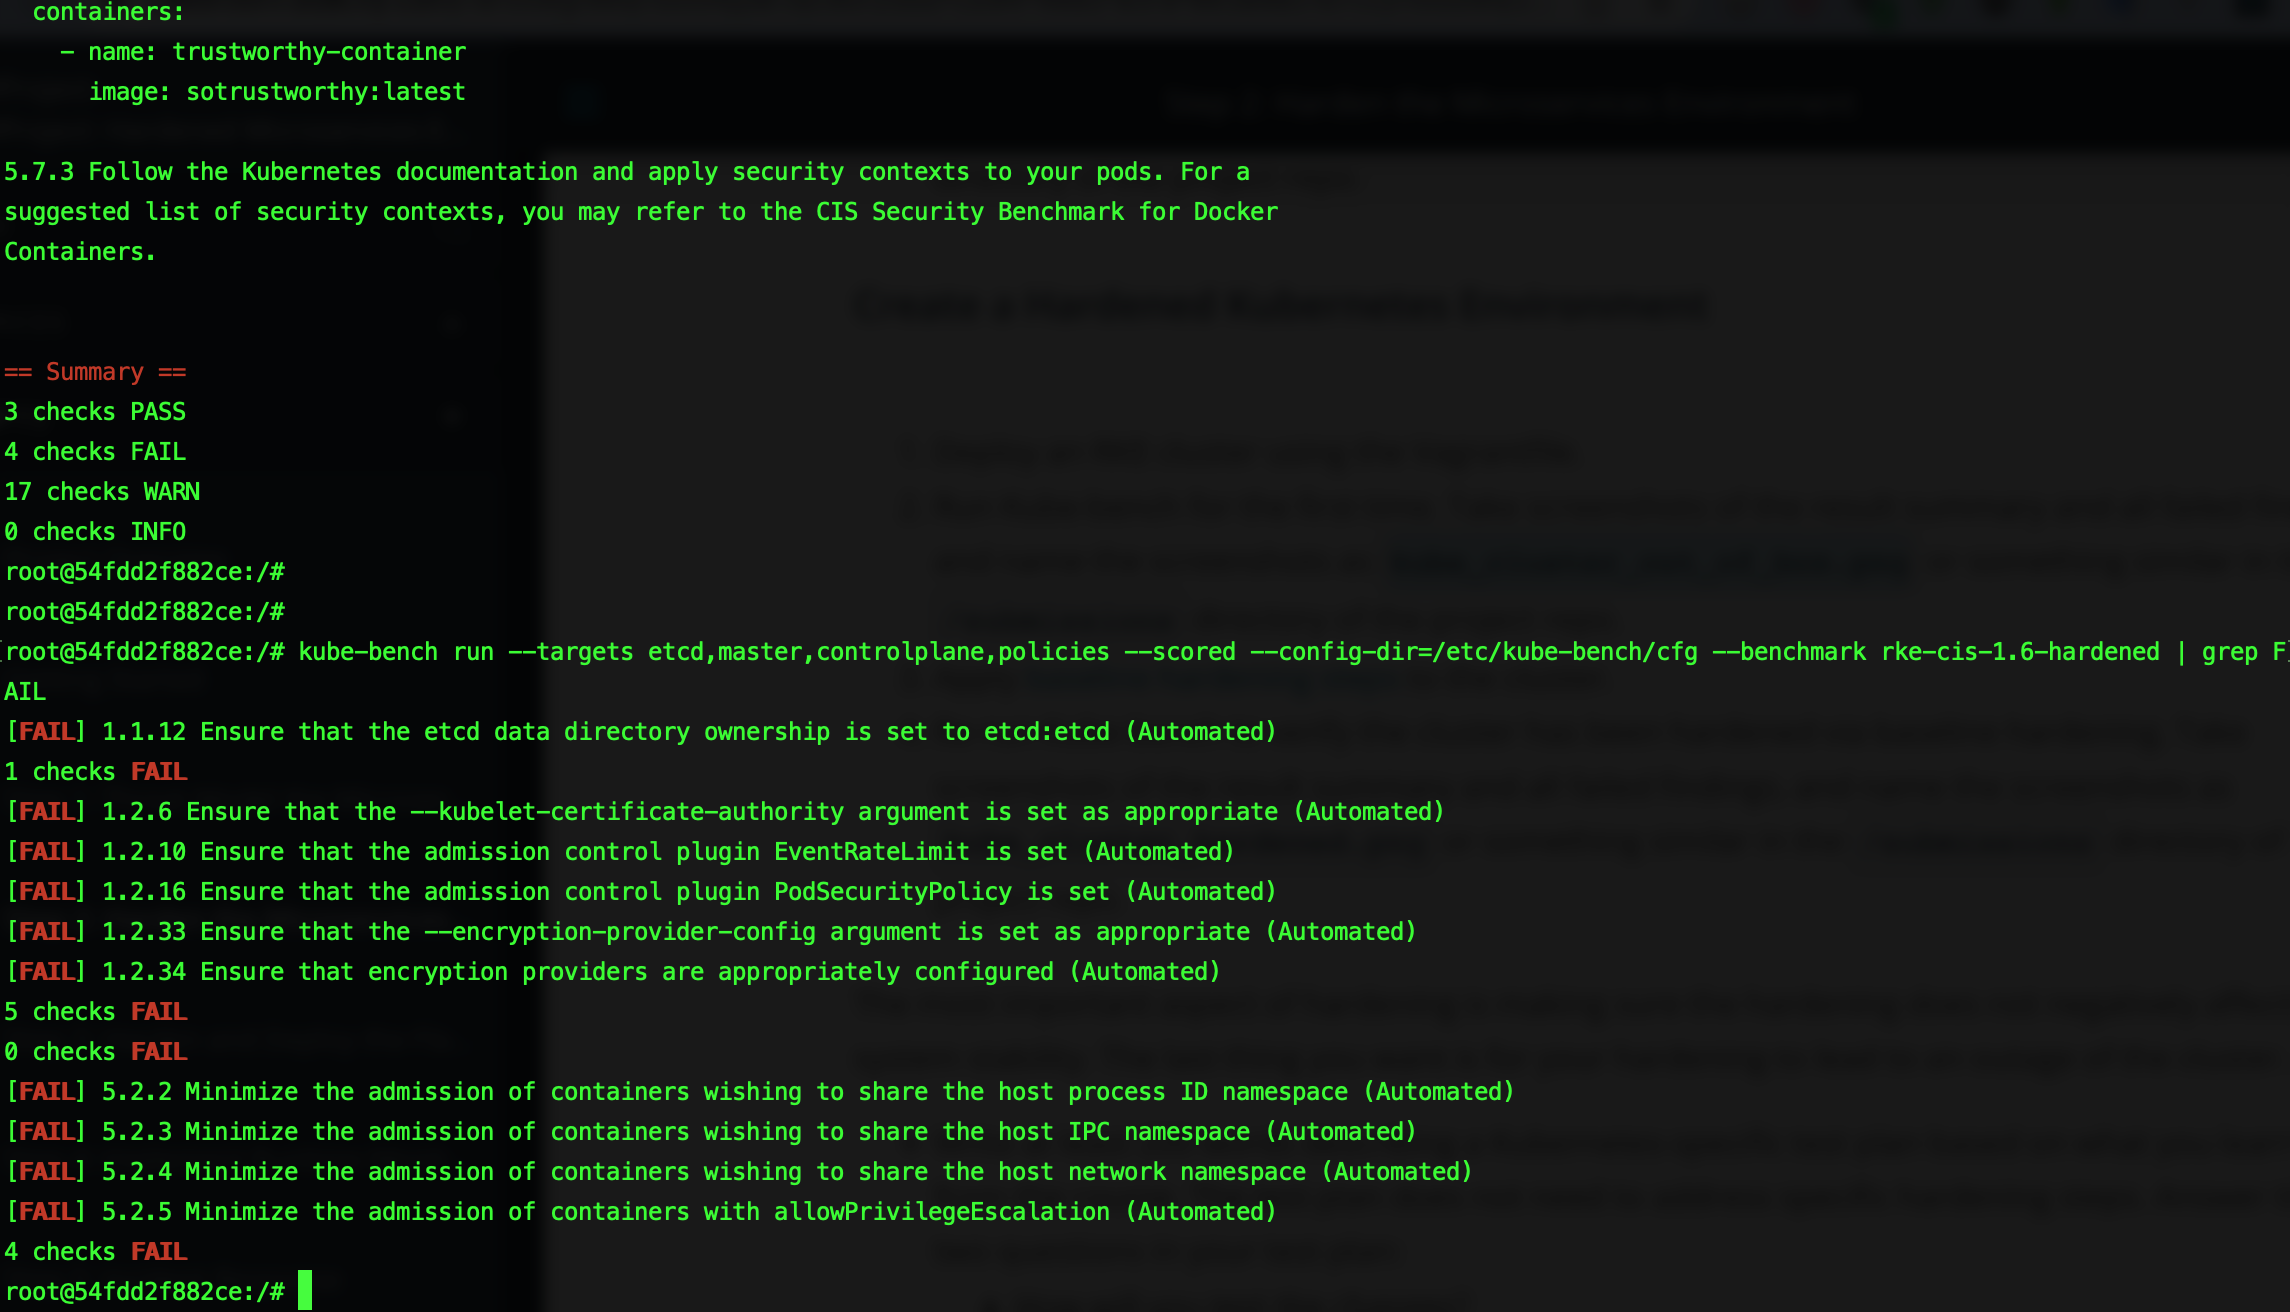 containers:
- name: trustworthy-container
image: sotrustworthy:latest
5.7.3 Follow the Kubernetes documentation and apply security contexts to your pods. For a
suggested list of security contexts, you may refer to the CIS Security Benchmark for Docker
Containers.
Create a Hardened Kubernetes Environment
== Summary ==
3 checks PASS
4 checks FAIL
17 checks WARN
0 checks INFO
root@54fdd2f882ce:/#
root@54fdd2f882ce:/#
root@54fdd2f882ce:/# kube-bench run --targets etcd,master,controlplane,policies --scored --config-dir=/etc/kube-bench/cfg --benchmark rke-cis-1.6-hardened | grep F
AIL
[FAIL] 1.1.12 Ensure that the etcd data directory ownership is set to etcd:etcd (Automated)
1 checks FAIL
[FAIL] 1.2.6 Ensure that the --kubelet-certificate-authority argument is set as appropriate (Automated)
[FAIL] 1.2.10 Ensure that the admission control plugin EventRateLimit is set (Automated)
[FAIL] 1.2.16 Ensure that the admission control plugin PodSecurityPolicy is set (Automated)
[FAIL] 1.2.33 Ensure that the --encryption-provider-config argument is set as appropriate (Automated)
[FAIL] 1.2.34 Ensure that encryption providers are appropriately configured (Automated)
5 checks FAIL
0 checks FAIL
[FAIL] 5.2.2 Minimize the admission of containers wishing to share the host process ID namespace (Automated)
[FAIL] 5.2.3 Minimize the admission of containers wishing to share the host IPC namespace (Automated)
[FAIL] 5.2.4 Minimize the admission of containers wishing to share the host network namespace (Automated)
[FAIL] 5.2.5 Minimize the admission of containers with allowPrivilegeEscalation (Automated)
4 checks FAIL
root@54fdd2f882ce:/#